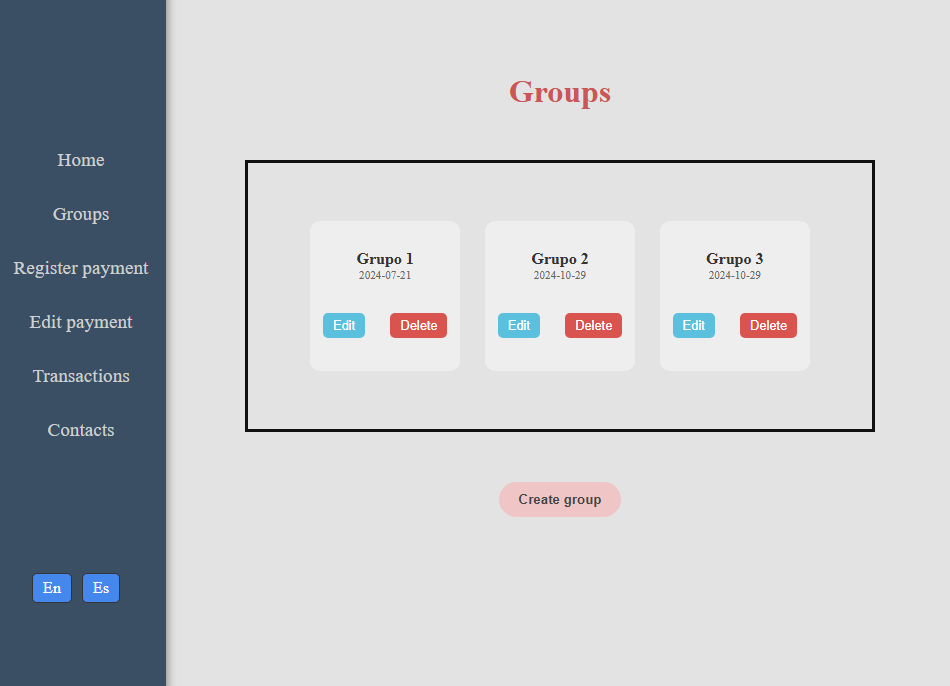 Home
Groups
Register payment
Edit payment
Transactions
Contacts
En Es
Groups
Grupo 1
2024-07-21
Edit Delete
Grupo 2
2024-10-29
Edit Delete
Grupo 3
2024-10-29
Edit Delete
Create group